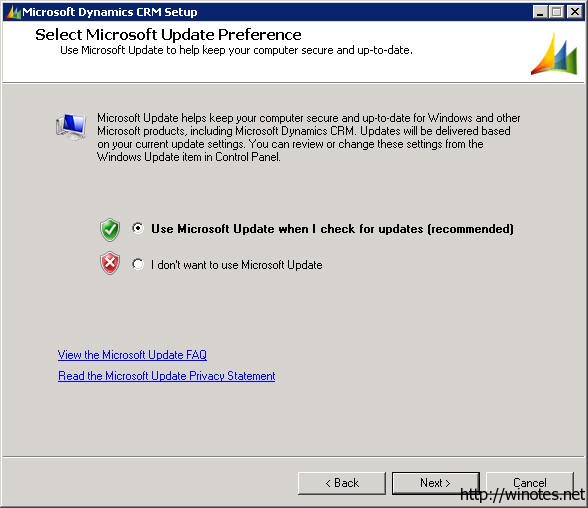 Microsoft Dynamics CRM Setup
Select Microsoft Update Preference
Use Microsoft Update to help keep your computer secure and up-to-date.
Microsoft Update helps keep your computer secure and up-to-date for Windows and other
Microsoft products, including Microsoft Dynamics CRM. Updates will be delivered based
on your current update settings. You can review or change these settings from the
Windows Update item in Control Panel.
Use Microsoft Update when I check for updates (recommended)
I don't want to use Microsoft Update
View the Microsoft Update FAQ
Read the Microsoft Update Privacy Statement
< Back Next > Cancel
http://winotes.net